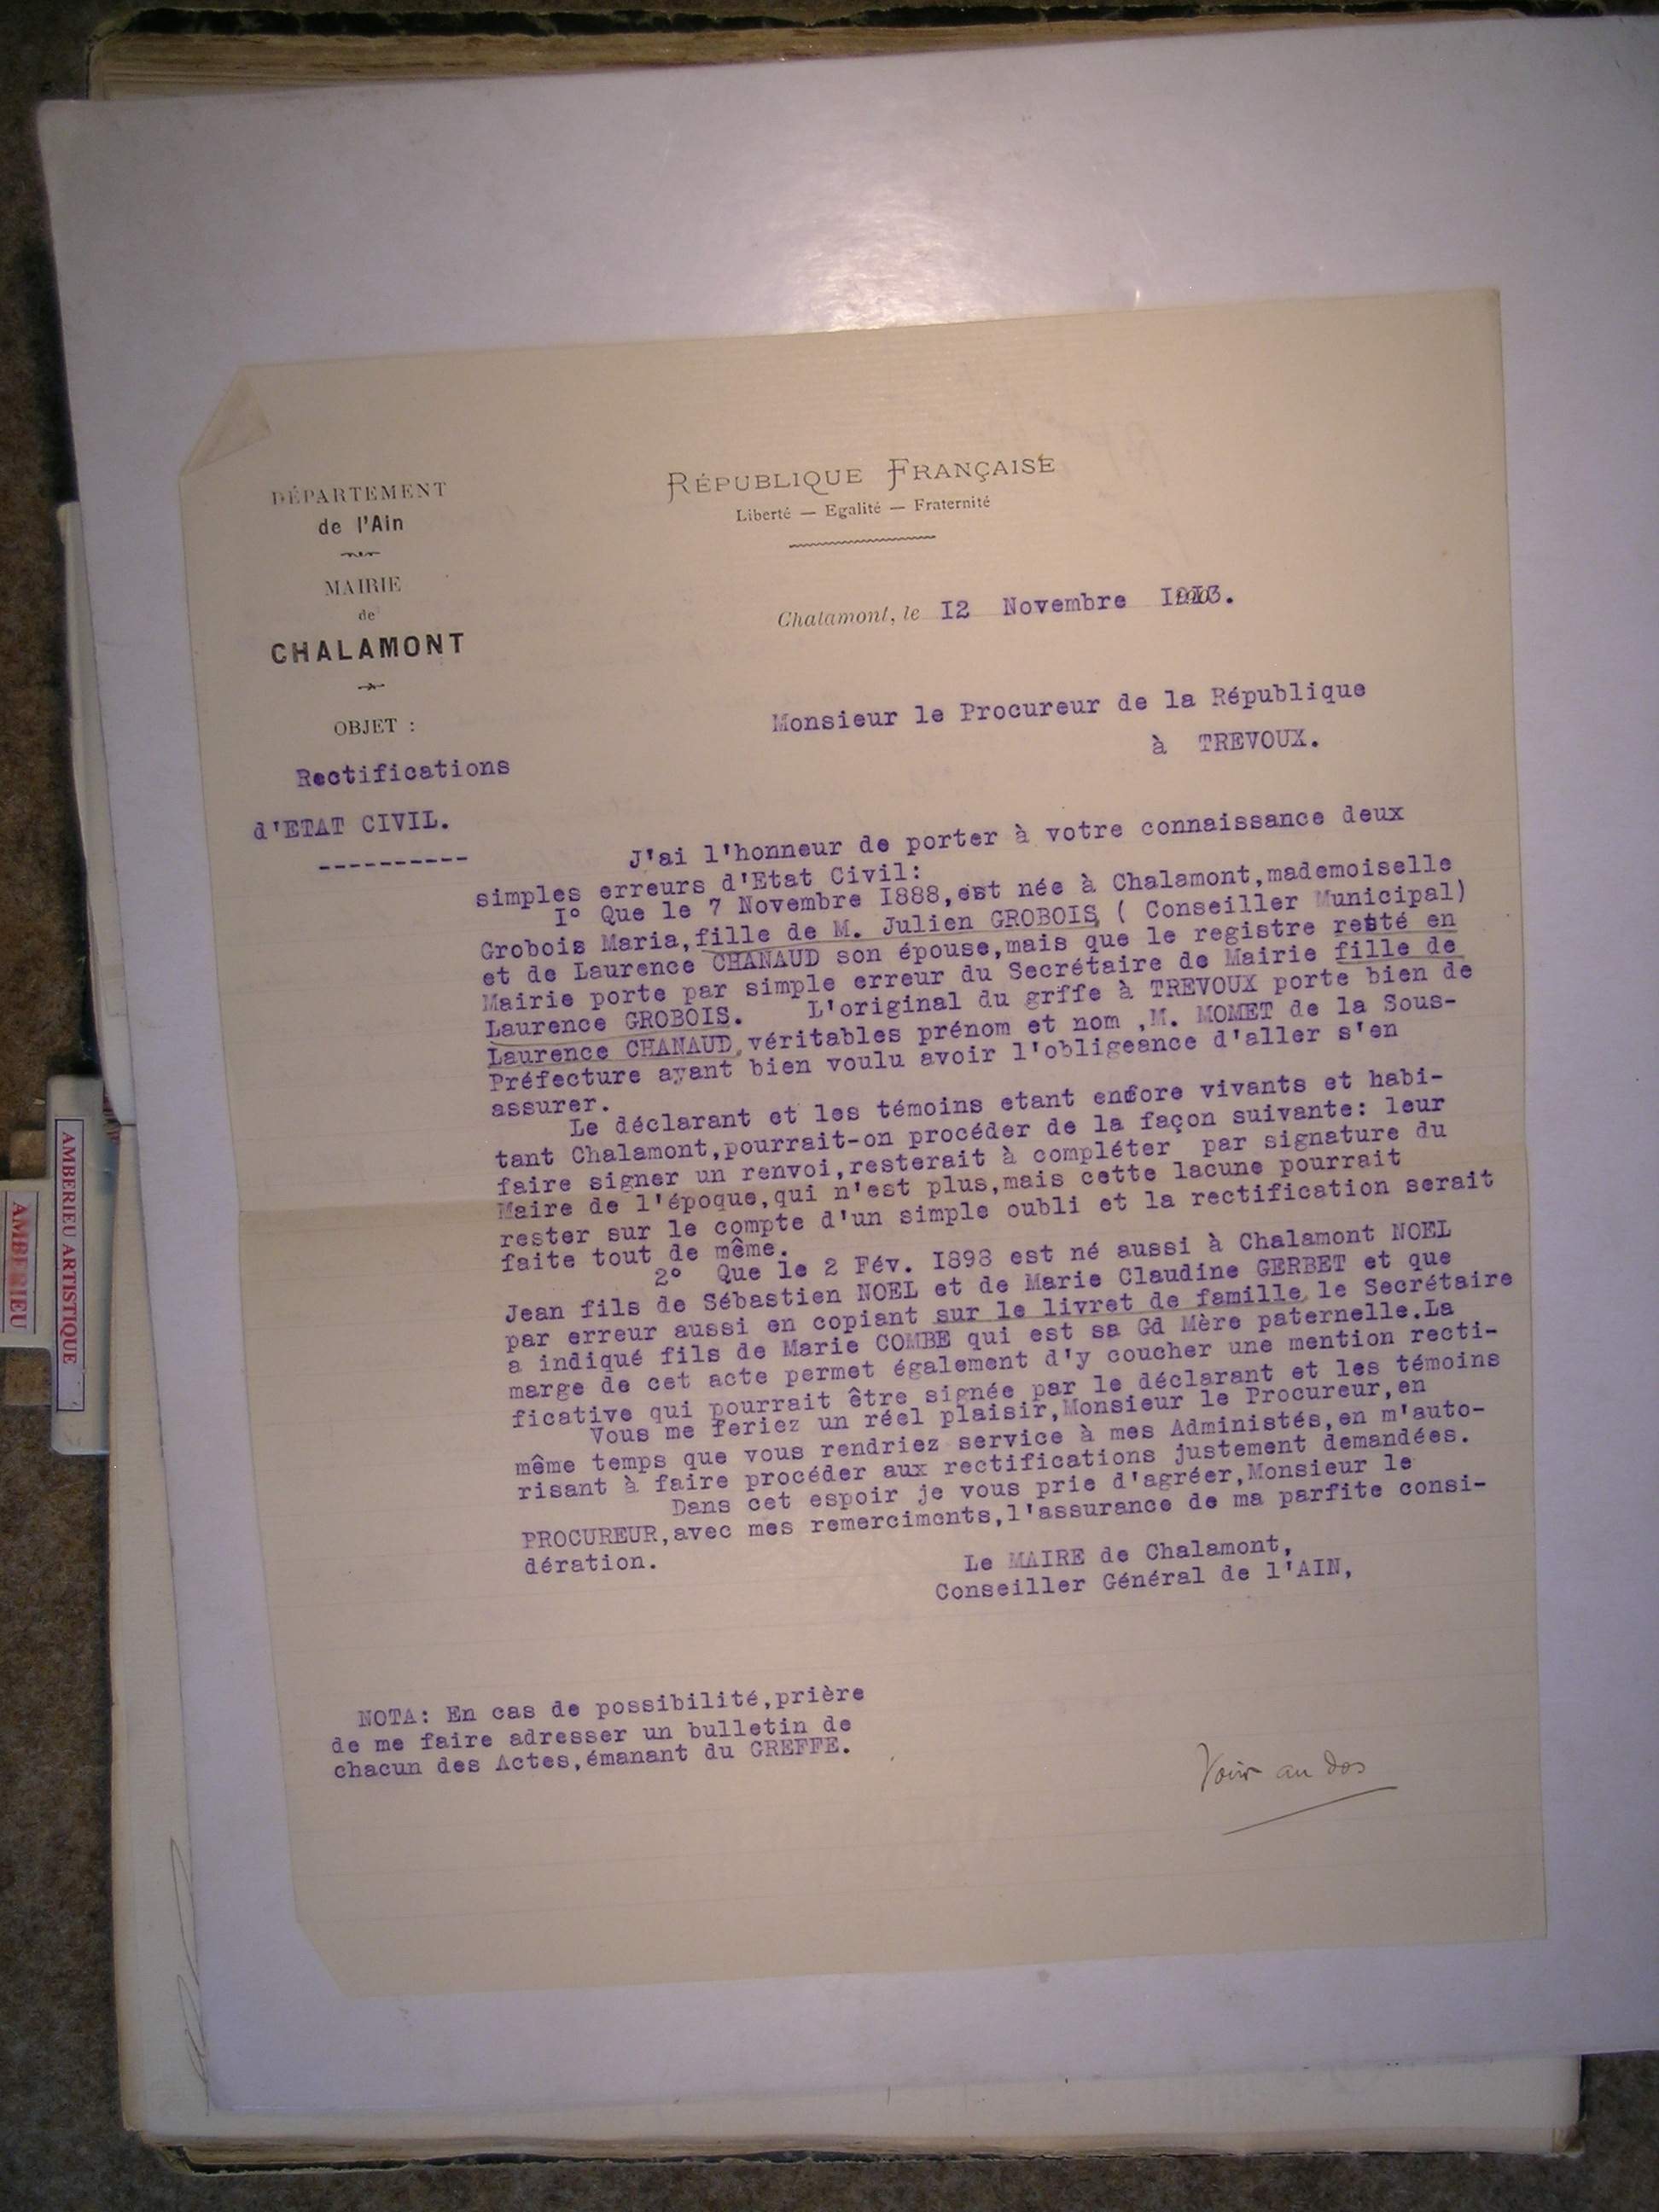 DÉPARTEMENT
de l'Ain
MAIRIE
de
CHALAMONT
OBJET :
Rectifications
d'ETAT CIVIL.
----------
RÉPUBLIQUE FRANÇAISE
Liberté — Egalité — Fraternité
Chalamont, le 12 Novembre I9I3.
Monsieur le Procureur de la République
à TREVOUX.
J'ai l'honneur de porter à votre connaissance deux
simples erreurs d'Etat Civil:
I° Que le 7 Novembre I888,est née à Chalamont,mademoiselle
Grobois Maria,fille de M. Julien GROBOIS ( Conseiller Municipal)
et de Laurence CHANAUD son épouse,mais que le registre resté en
Mairie porte par simple erreur du Secrétaire de Mairie fille de
Laurence GROBOIS. L'original du grffe à TREVOUX porte bien de
Laurence CHANAUD,véritables prénom et nom ,M. MOMET de la Sous-
Préfecture ayant bien voulu avoir l'obligeance d'aller s'en
assurer.
Le déclarant et les témoins etant encore vivants et habi-
tant Chalamont,pourrait-on procéder de la façon suivante: leur
faire signer un renvoi,resterait à compléter par signature du
Maire de l'époque,qui n'est plus,mais cette lacune pourrait
rester sur le compte d'un simple oubli et la rectification serait
faite tout de même.
2° Que le 2 Fév. I898 est né aussi à Chalamont NOEL
Jean fils de Sébastien NOEL et de Marie Claudine GERBET et que
par erreur aussi en copiant sur le livret de famille, le Secrétaire
a indiqué fils de Marie COMBE qui est sa Gd Mère paternelle.La
marge de cet acte permet également d'y coucher une mention recti-
ficative qui pourrait être signée par le déclarant et les témoins
Vous me feriez un réel plaisir,Monsieur le Procureur,en
même temps que vous rendriez service à mes Administés,en m'auto-
risant à faire procéder aux rectifications justement demandées.
Dans cet espoir je vous prie d'agréer,Monsieur le
PROCUREUR,avec mes remerciments,l'assurance de ma parfite consi-
dération.
Le MAIRE de Chalamont,
Conseiller Général de l'AIN,
NOTA: En cas de possibilité,prière
de me faire adresser un bulletin de
chacun des Actes,émanant du GREFFE.
Voir au dos
AMBERIEU ARTISTIQUE
AMBERIEU